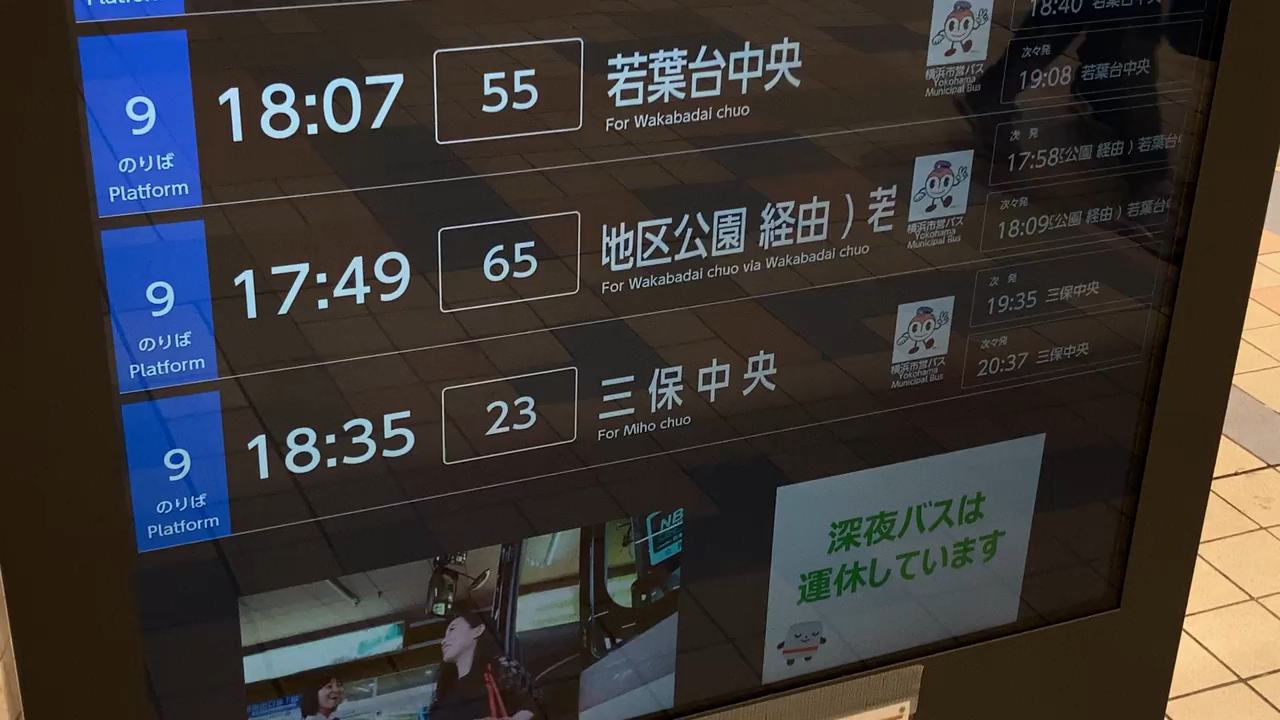 Platform
18:40 若葉台中央
9
のりば
Platform
18:07
55
若葉台中央
For Wakabadai chuo
横浜市営バス
Yokohama
Municipal Bus
次々発
19:08 若葉台中央
9
のりば
Platform
17:49
65
地区公園 経由 ) 若
For Wakabadai chuo via Wakabadai chuo
横浜市営バス
Yokohama
Municipal Bus
次 発
17:58 公園 経由 ) 若葉台
次々発
18:09 公園 経由 ) 若葉台
9
のりば
Platform
18:35
23
三保中央
For Miho chuo
横浜市営バス
Yokohama
Municipal Bus
次 発
19:35 三保中央
次々発
20:37 三保中央
深夜バスは
運休しています